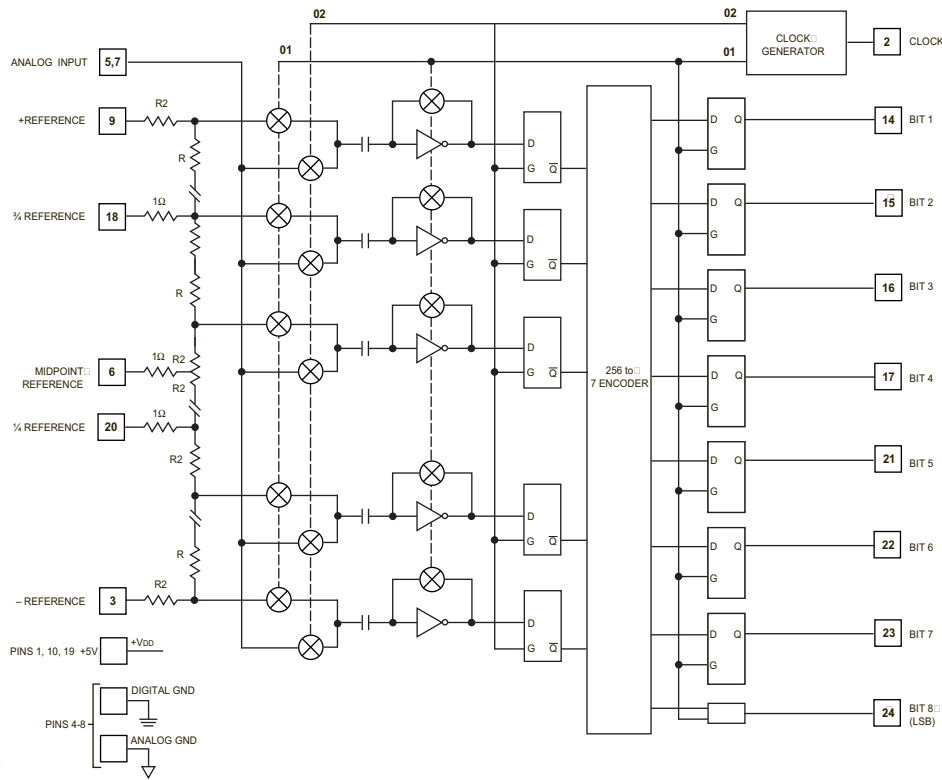 02
02
01
01
CLOCK□
GENERATOR
2
CLOCK
ANALOG INPUT
5,7
+REFERENCE
9
R2
R
¾ REFERENCE
18
1Ω
R
MIDPOINT□
REFERENCE
6
1Ω
R2
R2
¼ REFERENCE
20
1Ω
R2
R
– REFERENCE
3
R2
PINS 1, 10, 19 +5V
+VDD
PINS 4-8
DIGITAL GND
ANALOG GND
D
G Q
D
G Q
D
G Q
D
G Q
D
G Q
256 to□
7 ENCODER
D Q
G
14
BIT 1
D Q
G
15
BIT 2
D Q
G
16
BIT 3
D Q
G
17
BIT 4
D Q
G
21
BIT 5
D Q
G
22
BIT 6
D Q
G
23
BIT 7
24
BIT 8□
(LSB)